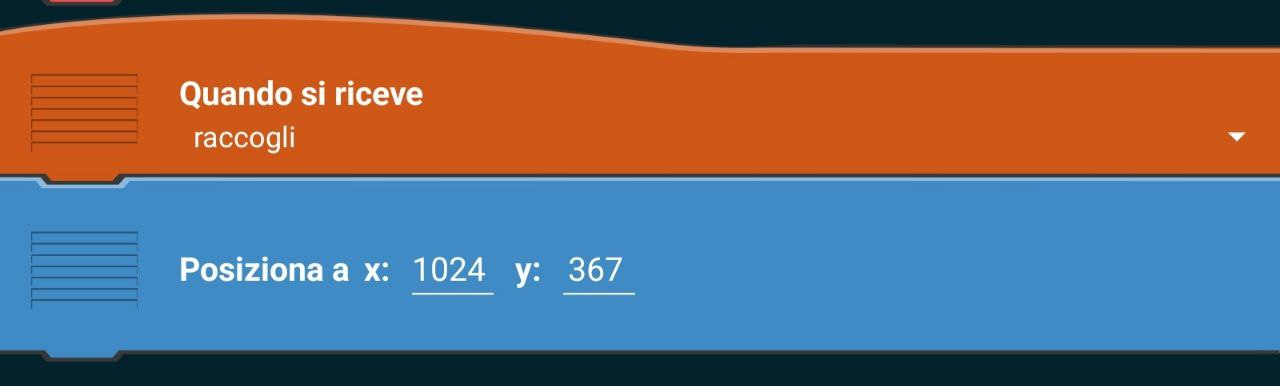 Quando si riceve
raccogli
Posiziona a x: 1024 y: 367